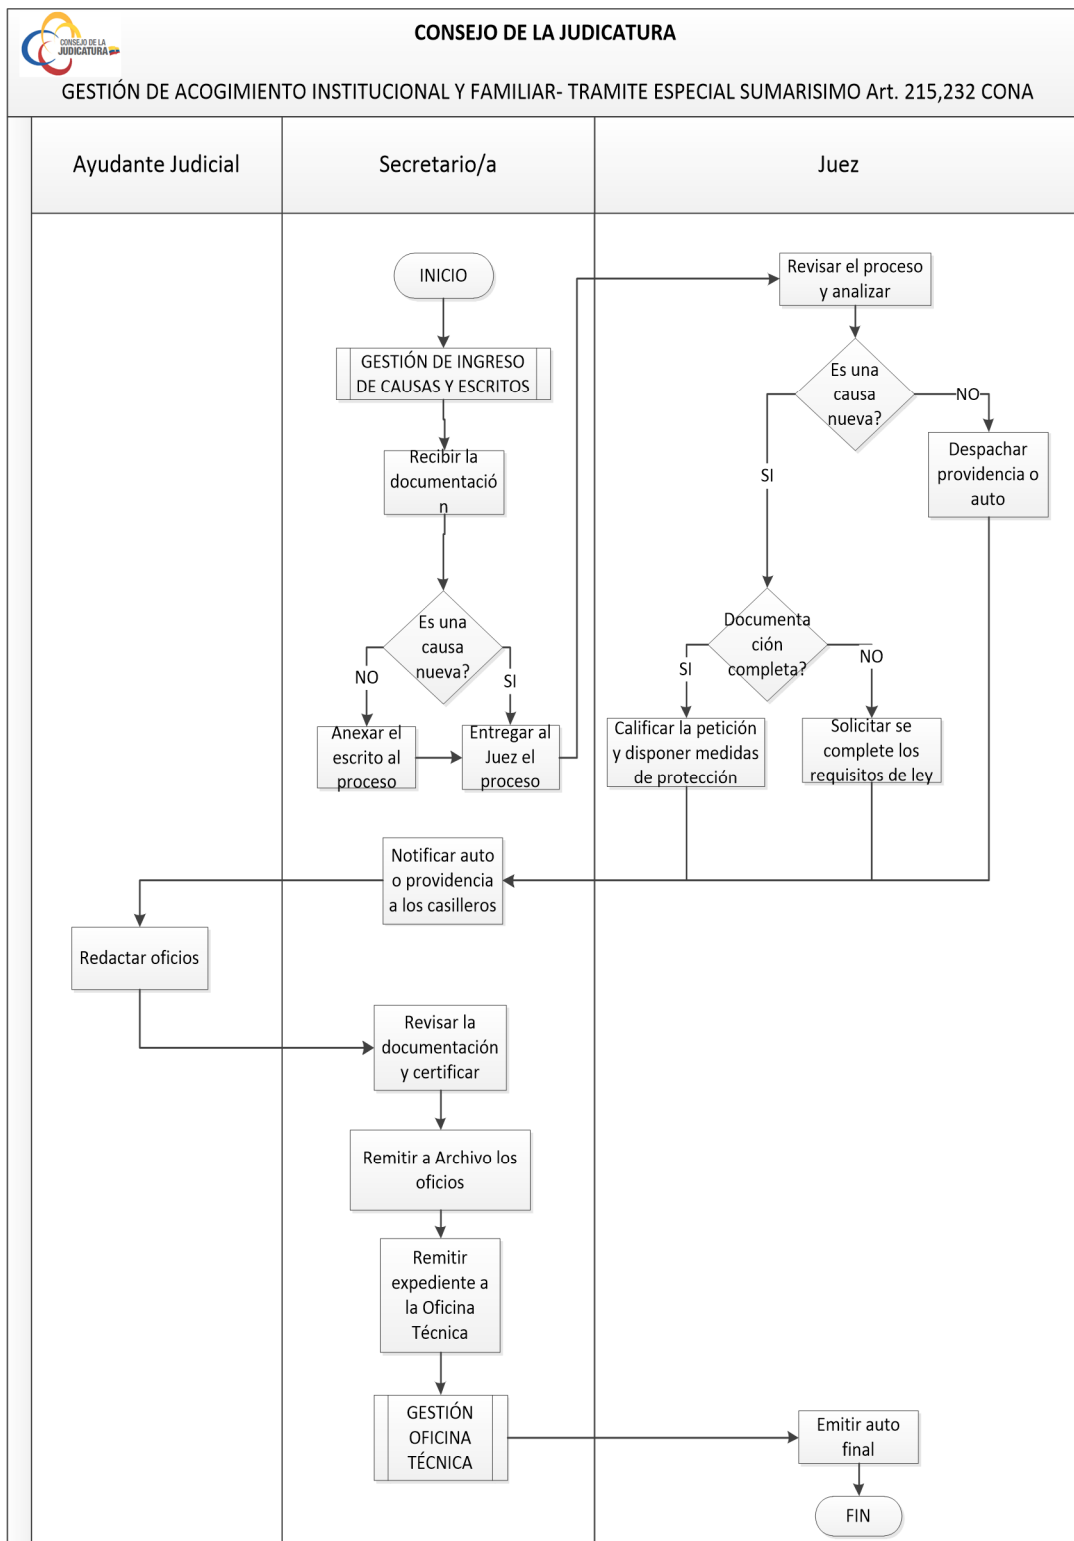 CONSEJO DE LA
JUDICATURA
CONSEJO DE LA JUDICATURA
GESTIÓN DE ACOGIMIENTO INSTITUCIONAL Y FAMILIAR- TRAMITE ESPECIAL SUMARISIMO Art. 215,232 CONA
Ayudante Judicial
Secretario/a
Juez
INICIO
GESTIÓN DE INGRESO
DE CAUSAS Y ESCRITOS
Recibir la
documentació
n
Es una
causa
nueva?
NO
SI
Anexar el
escrito al
proceso
Entregar al
Juez el
proceso
Revisar el proceso
y analizar
Es una
causa
nueva?
NO
SI
Despachar
providencia o
auto
Documenta
ción
completa?
SI
NO
Calificar la petición
y disponer medidas
de protección
Solicitar se
complete los
requisitos de ley
Notificar auto
o providencia
a los casilleros
Redactar oficios
Revisar la
documentación
y certificar
Remitir a Archivo los
oficios
Remitir
expediente a
la Oficina
Técnica
GESTIÓN
OFICINA
TÉCNICA
Emitir auto
final
FIN